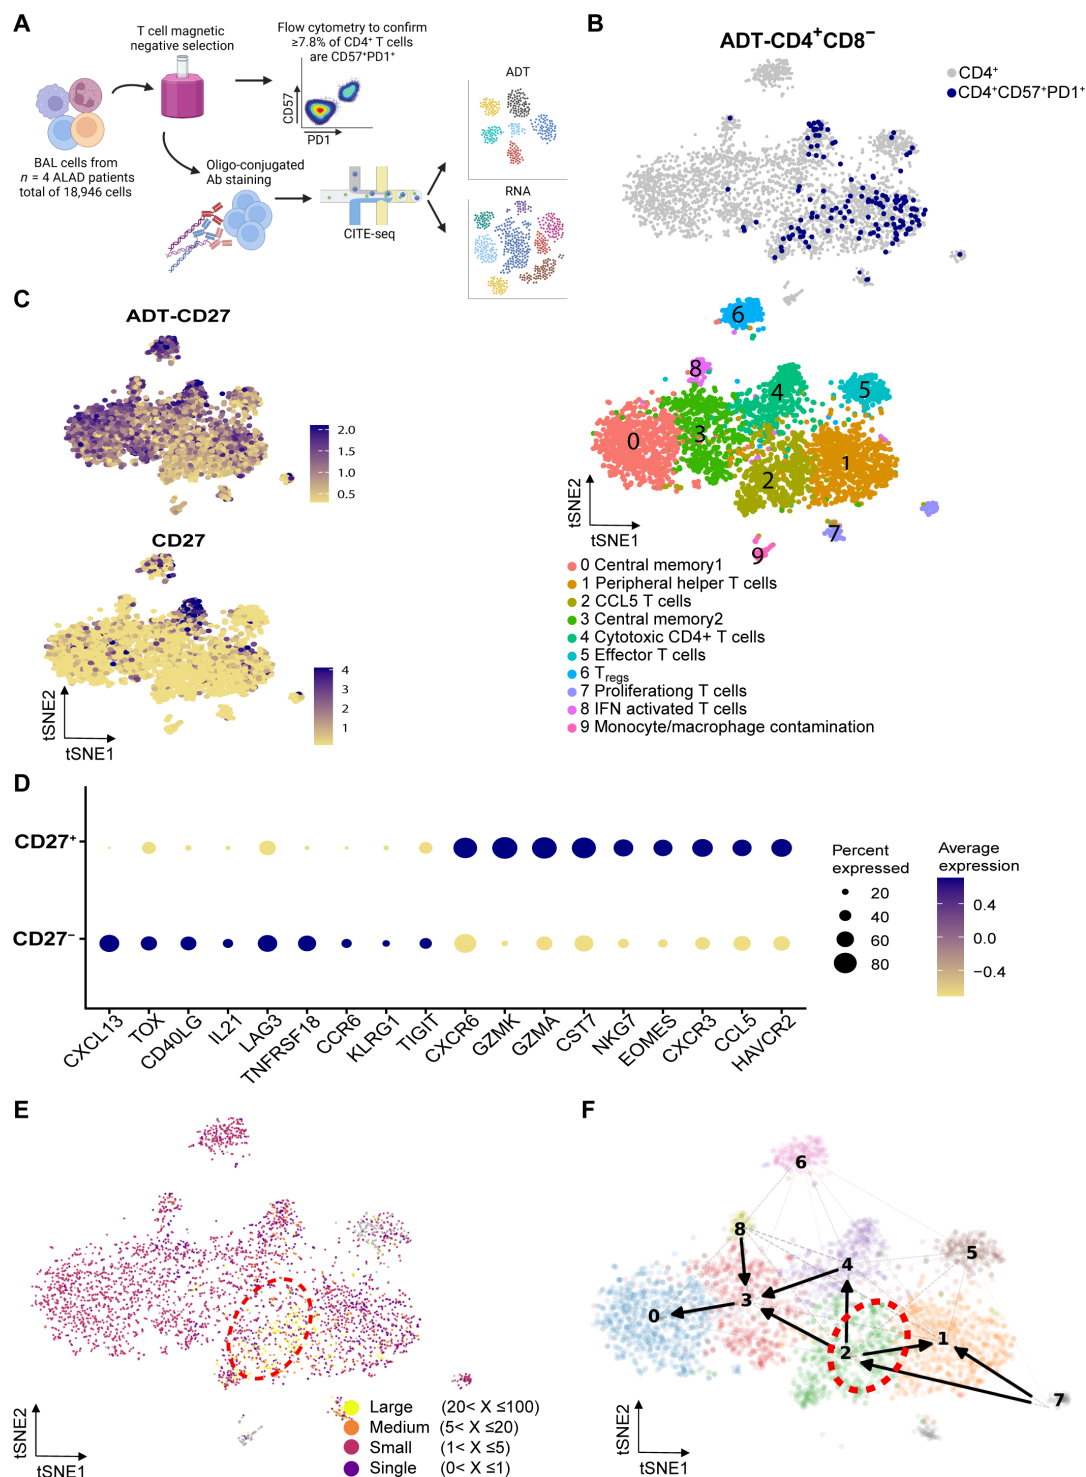 A
T cell magnetic
negative selection
Flow cytometry to confirm
≥7.8% of CD4⁺ T cells
are CD57⁺PD1⁺
CD57
PD1
BAL cells from
n = 4 ALAD patients
total of 18,946 cells
Oligo-conjugated
Ab staining
CITE-seq
ADT
RNA
B
ADT-CD4⁺CD8⁻
CD4⁺
CD4⁺CD57⁺PD1⁺
6
8
4
5
0
3
1
2
7
9
tSNE2
tSNE1
0 Central memory1
1 Peripheral helper T cells
2 CCL5 T cells
3 Central memory2
4 Cytotoxic CD4+ T cells
5 Effector T cells
6 Tregs
7 Proliferationg T cells
8 IFN activated T cells
9 Monocyte/macrophage contamination
C
ADT-CD27
2.0
1.5
1.0
0.5
CD27
4
3
2
1
tSNE2
tSNE1
D
CD27⁺
CD27⁻
CXCL13
TOX
CD40LG
IL21
LAG3
TNFRSF18
CCR6
KLRG1
TIGIT
CXCR6
GZMK
GZMA
CST7
NKG7
EOMES
CXCR3
CCL5
HAVCR2
Percent
expressed
20
40
60
80
Average
expression
0.4
0.0
−0.4
E
Large (20< X ≤100)
Medium (5< X ≤20)
Small (1< X ≤5)
Single (0< X ≤1)
tSNE2
tSNE1
F
6
8
5
4
3
0
1
2
7
tSNE2
tSNE1